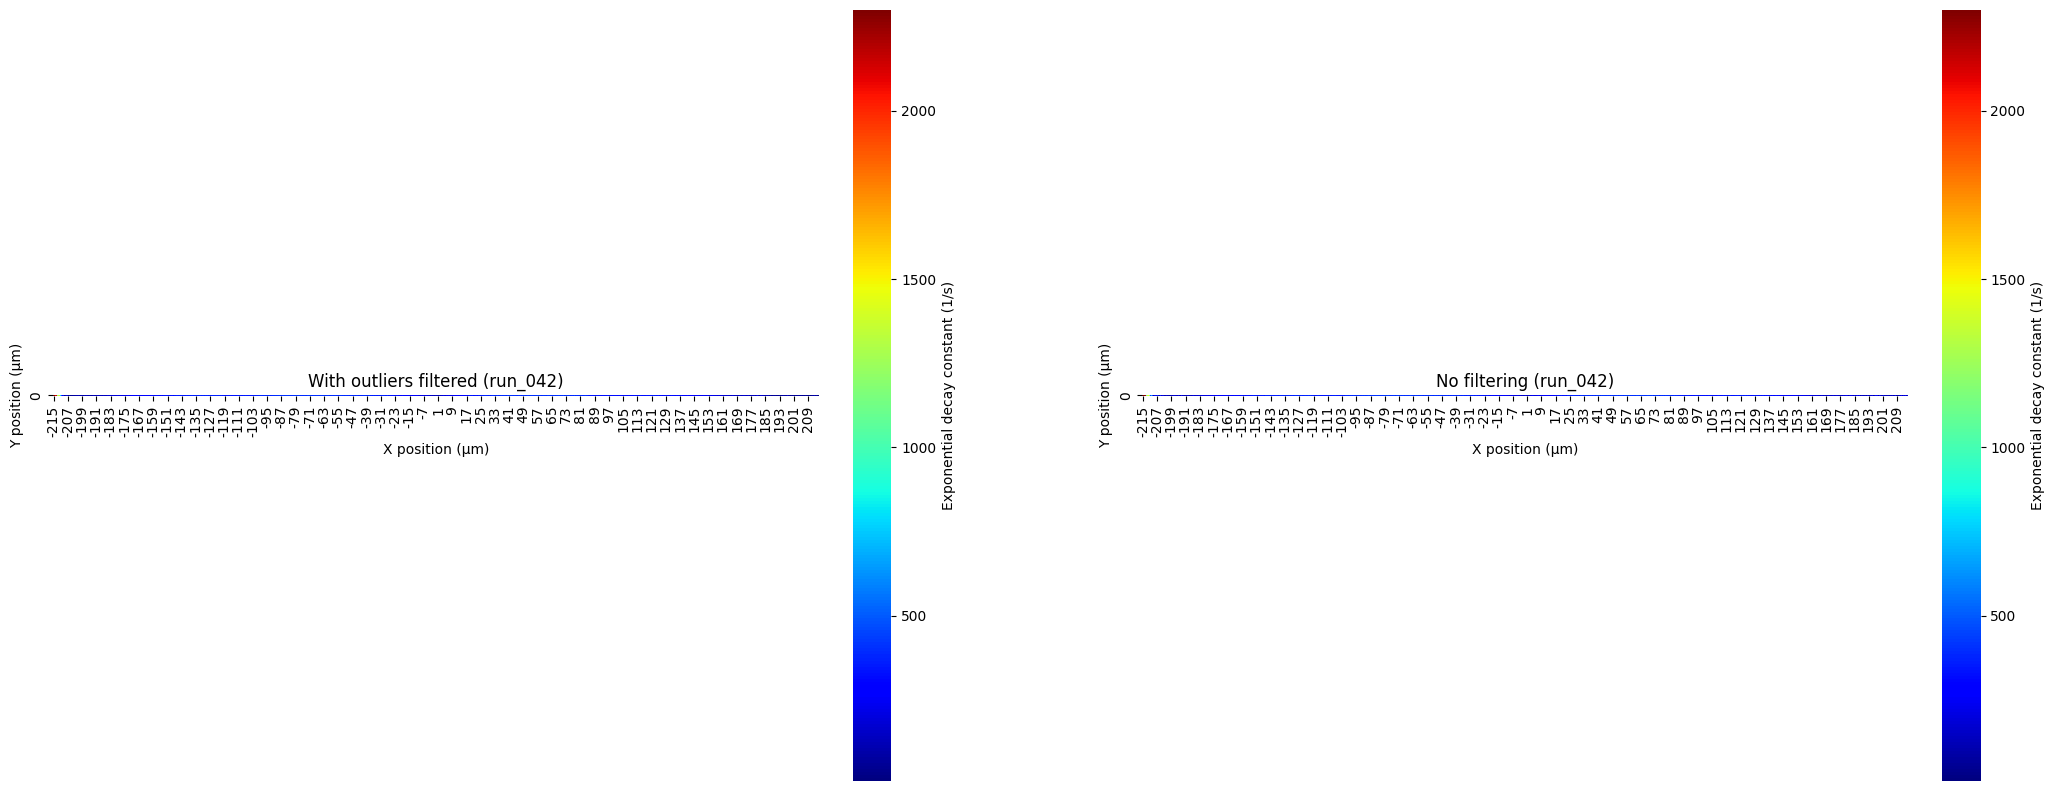 With outliers filtered (run_042)
Y position (µm)
0
-215 -207 -199 -191 -183 -175 -167 -159 -151 -143 -135 -127 -119 -111 -103 -95 -87 -79 -71 -63 -55 -47 -39 -31 -23 -15 -7 1 9 17 25 33 41 49 57 65 73 81 89 97 105 113 121 129 137 145 153 161 169 177 185 193 201 209
X position (µm)
2000
1500
1000
500
Exponential decay constant (1/s)
No filtering (run_042)
Y position (µm)
0
-215 -207 -199 -191 -183 -175 -167 -159 -151 -143 -135 -127 -119 -111 -103 -95 -87 -79 -71 -63 -55 -47 -39 -31 -23 -15 -7 1 9 17 25 33 41 49 57 65 73 81 89 97 105 113 121 129 137 145 153 161 169 177 185 193 201 209
X position (µm)
2000
1500
1000
500
Exponential decay constant (1/s)